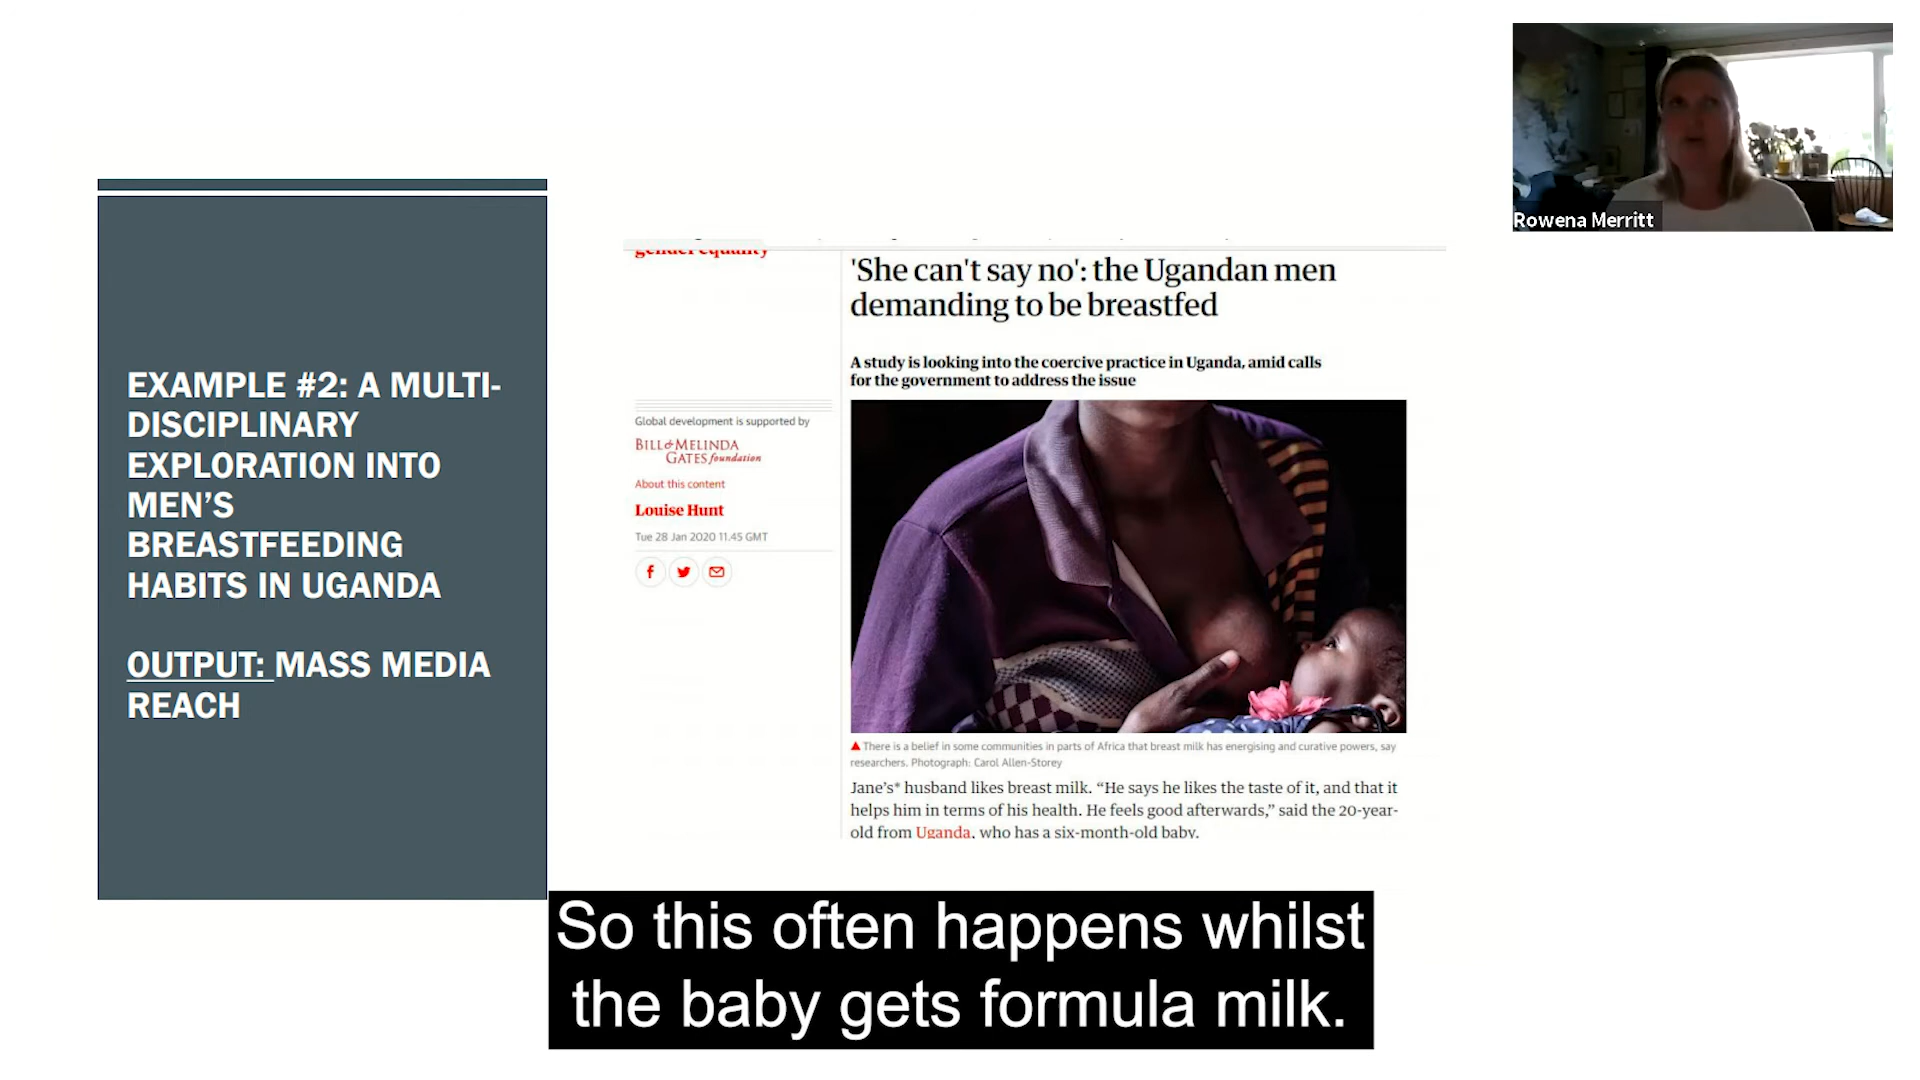 Rowena Merritt
EXAMPLE #2: A MULTI-
DISCIPLINARY
EXPLORATION INTO
MEN’S
BREASTFEEDING
HABITS IN UGANDA
OUTPUT: MASS MEDIA
REACH
gender equality
'She can't say no': the Ugandan men
demanding to be breastfed
A study is looking into the coercive practice in Uganda, amid calls
for the government to address the issue
Global development is supported by
BILL & MELINDA
GATES foundation
About this content
Louise Hunt
Tue 28 Jan 2020 11.45 GMT
There is a belief in some communities in parts of Africa that breast milk has energising and curative powers, say
researchers. Photograph: Carol Allen-Storey
Jane's* husband likes breast milk. “He says he likes the taste of it, and that it
helps him in terms of his health. He feels good afterwards,” said the 20-year-
old from Uganda, who has a six-month-old baby.
So this often happens whilst
the baby gets formula milk.